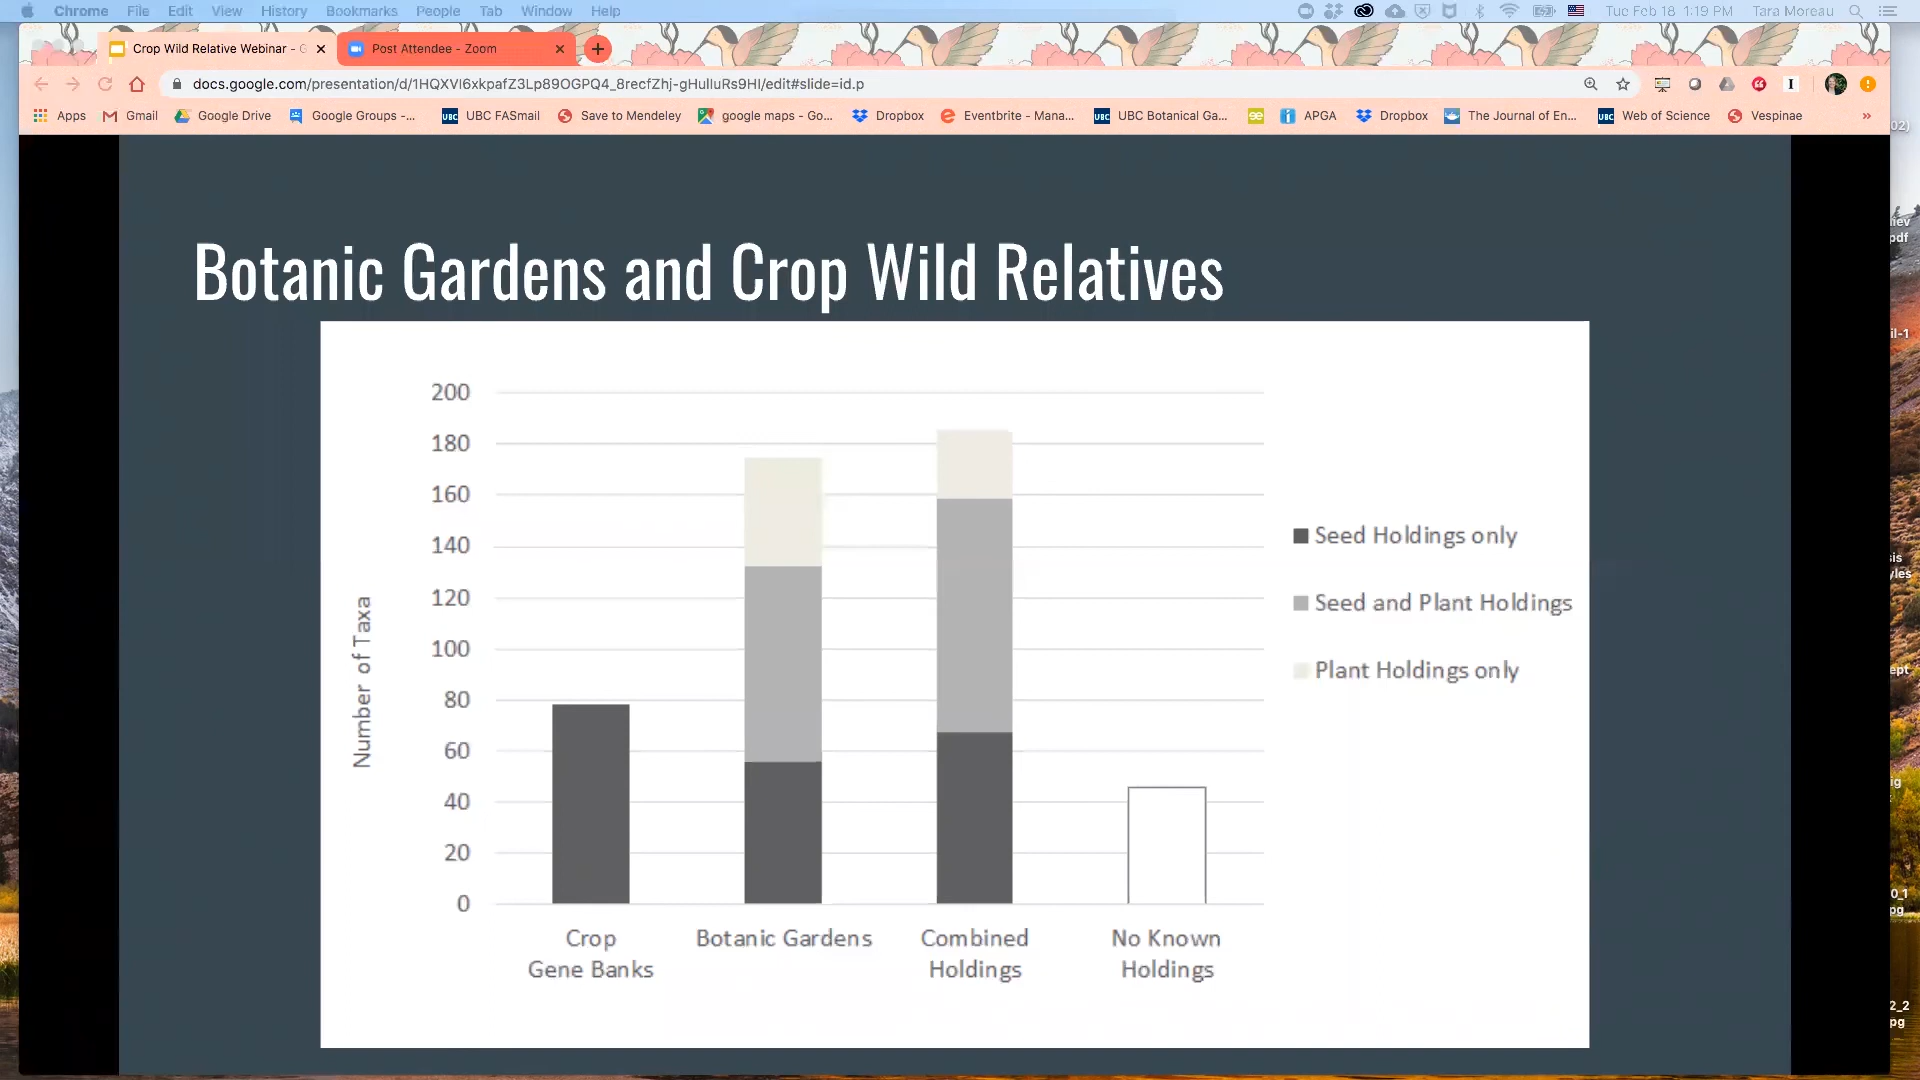 Chrome File Edit View History Bookmarks People Tab Window Help Tue Feb 18 1:19 PM Tara Moreau
Crop Wild Relative Webinar - G Post Attendee - Zoom
docs.google.com/presentation/d/1HQXVl6xkpafZ3Lp89OGPQ4_8recfZhj-gHulluRs9HI/edit#slide=id.p
Apps Gmail Google Drive Google Groups -... UBC FASmail Save to Mendeley google maps - Go... Dropbox Eventbrite - Mana... UBC Botanical Ga... APGA Dropbox The Journal of En... Web of Science Vespinae
Botanic Gardens and Crop Wild Relatives
200
180
160
140
120
100
80
60
40
20
0
Number of Taxa
Crop
Gene Banks
Botanic Gardens
Combined
Holdings
No Known
Holdings
Seed Holdings only
Seed and Plant Holdings
Plant Holdings only